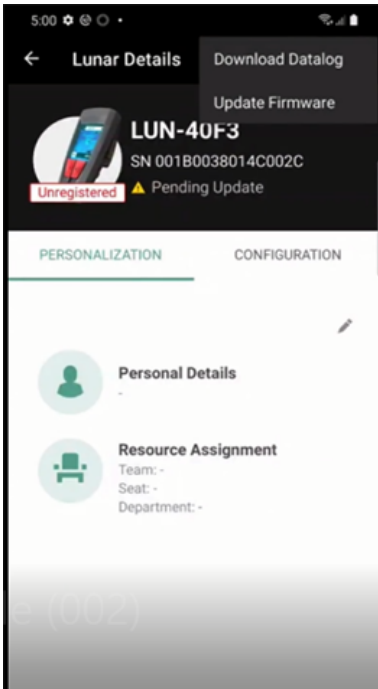 5:00
Lunar Details
Download Datalog
Update Firmware
LUN-40F3
SN 001B0038014C002C
Unregistered
Pending Update
PERSONALIZATION
CONFIGURATION
Personal Details
-
Resource Assignment
Team: -
Seat: -
Department: -
(002)